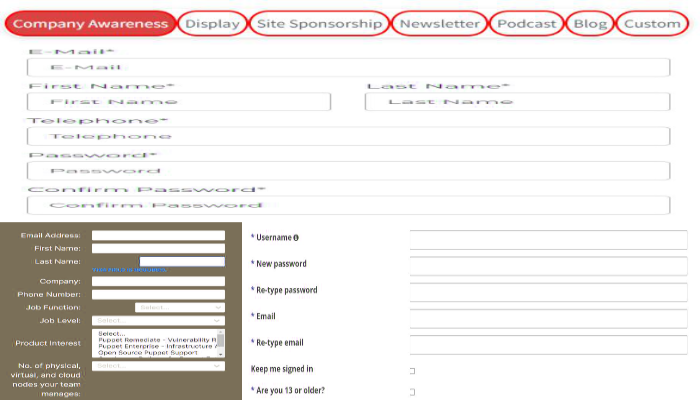 Company Awareness Display Site Sponsorship Newsletter Podcast Blog Custom
E-Mail*
E-Mail
First Name* Last Name*
First Name Last Name
Telephone*
Telephone
Password*
Password
Confirm Password*
Confirm Password
Email Address:
First Name:
Last Name:
Company:
Phone Number:
Job Function: Select...
Job Level: Select...
Product Interest
Select...
Puppet Remediate - Vulnerability R
Puppet Enterprise - Infrastructure A
Open Source Puppet Support
No. of physical,
virtual, and cloud
nodes your team
manages:
Select...
* Username
* New password
* Re-type password
* Email
* Re-type email
Keep me signed in
* Are you 13 or older?